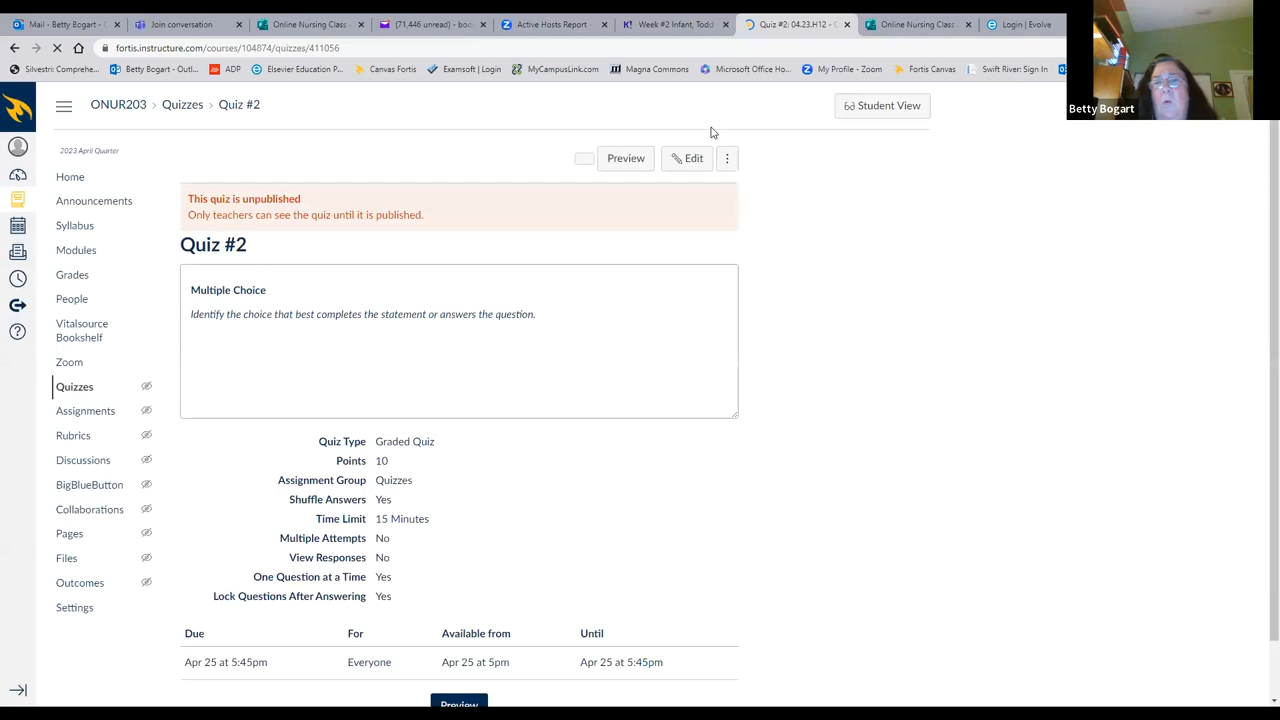 Mail - Betty Bogart - O
Join conversation
Online Nursing Class -
(71,446 unread) - boo
Active Hosts Report -
Week #2 Infant, Todd
Quiz #2: 04.23.H12 -
Online Nursing Class -
Login | Evolve
fortis.instructure.com/courses/104874/quizzes/411056
Silvestri: Comprehe...
Betty Bogart - Outl...
ADP
Elsevier Education P...
Canvas Fortis
Examsoft | Login
MyCampusLink.com
Magna Commons
Microsoft Office Ho...
My Profile - Zoom
Fortis Canvas
Swift River: Sign In
Betty Bogart
ONUR203 > Quizzes > Quiz #2
Student View
2023 April Quarter
Preview
Edit
Home
Announcements
Syllabus
Modules
Grades
People
Vitalsource
Bookshelf
Zoom
Quizzes
Assignments
Rubrics
Discussions
BigBlueButton
Collaborations
Pages
Files
Outcomes
Settings
This quiz is unpublished
Only teachers can see the quiz until it is published.
Quiz #2
Multiple Choice
Identify the choice that best completes the statement or answers the question.
Quiz Type Graded Quiz
Points 10
Assignment Group Quizzes
Shuffle Answers Yes
Time Limit 15 Minutes
Multiple Attempts No
View Responses No
One Question at a Time Yes
Lock Questions After Answering Yes
Due For Available from Until
Apr 25 at 5:45pm Everyone Apr 25 at 5pm Apr 25 at 5:45pm
Preview